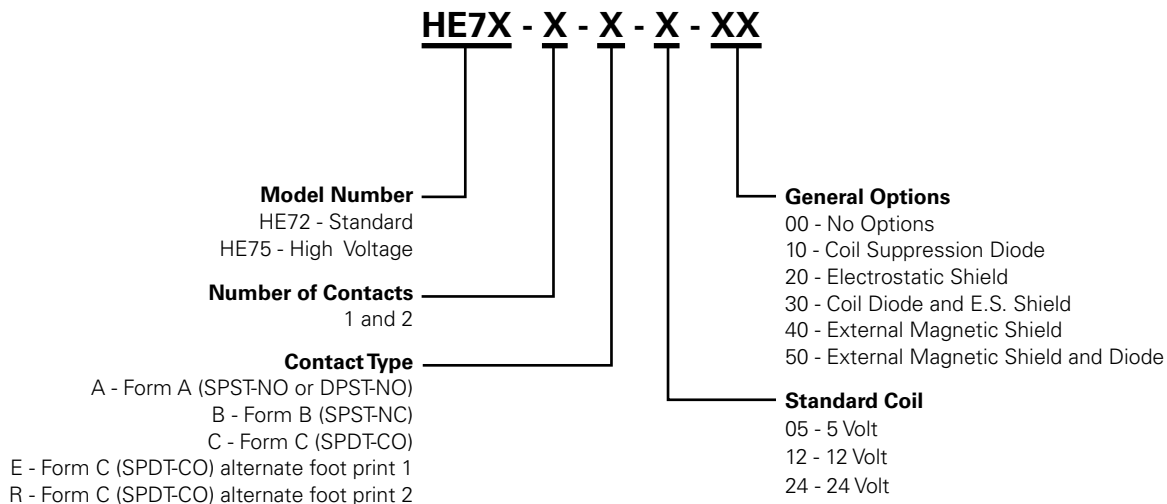 HE7X - X - X - X - XX
Model Number
HE72 - Standard
HE75 - High Voltage
Number of Contacts
1 and 2
Contact Type
A - Form A (SPST-NO or DPST-NO)
B - Form B (SPST-NC)
C - Form C (SPDT-CO)
E - Form C (SPDT-CO) alternate foot print 1
R - Form C (SPDT-CO) alternate foot print 2
General Options
00 - No Options
10 - Coil Suppression Diode
20 - Electrostatic Shield
30 - Coil Diode and E.S. Shield
40 - External Magnetic Shield
50 - External Magnetic Shield and Diode
Standard Coil
05 - 5 Volt
12 - 12 Volt
24 - 24 Volt